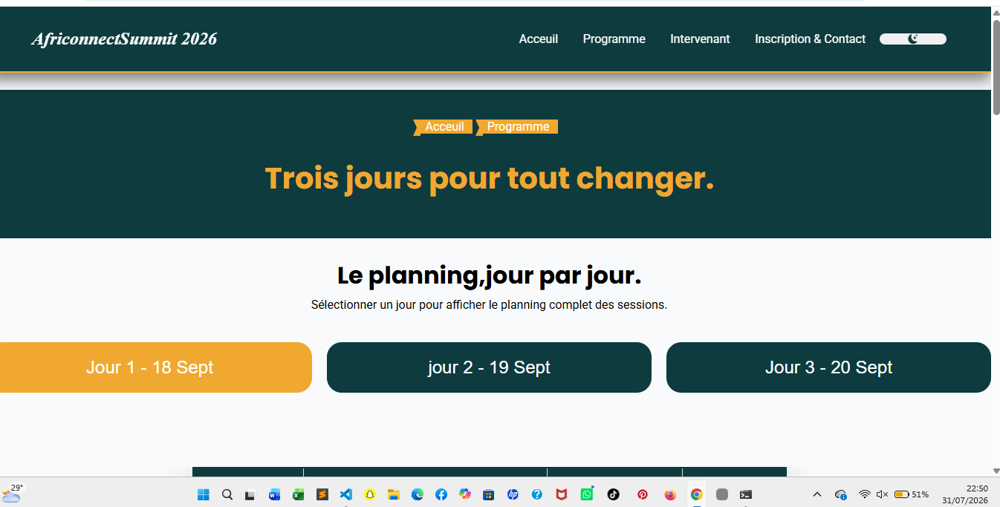 AfriconnectSummit 2026
Acceuil Programme Intervenant Inscription & Contact
Acceuil Programme
Trois jours pour tout changer.
Le planning,jour par jour.
Sélectionner un jour pour afficher le planning complet des sessions.
Jour 1 - 18 Sept jour 2 - 19 Sept Jour 3 - 20 Sept
29°
51%
22:50
31/07/2026